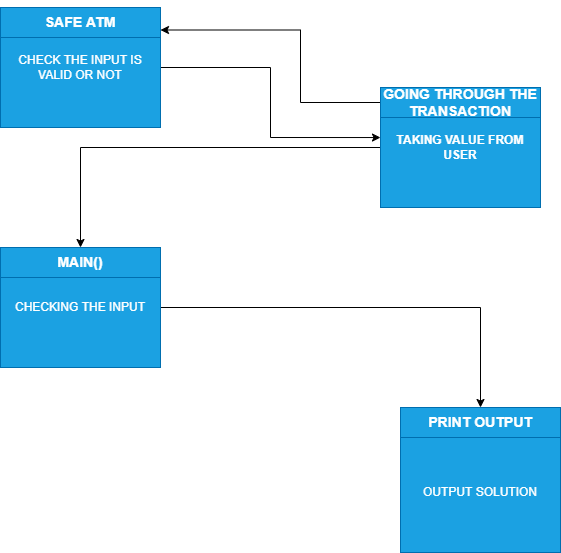 SAFE ATM
CHECK THE INPUT IS
VALID OR NOT
GOING THROUGH THE
TRANSACTION
TAKING VALUE FROM
USER
MAIN()
CHECKING THE INPUT
PRINT OUTPUT
OUTPUT SOLUTION